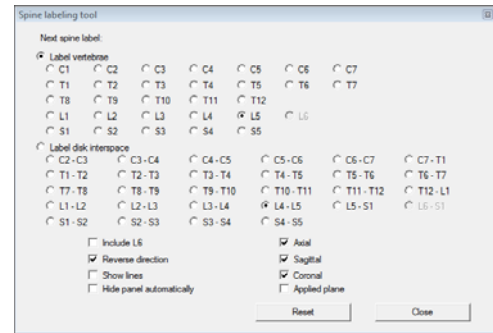 Spine labeling tool
Next spine label:
Label vertebrae
C1 C2 C3 C4 C5 C6 C7
T1 T2 T3 T4 T5 T6 T7
T8 T9 T10 T11 T12
L1 L2 L3 L4 L5 L6
S1 S2 S3 S4 S5
Label disk interspace
C2 - C3 C3 - C4 C4 - C5 C5 - C6 C6 - C7 C7 - T1
T1 - T2 T2 - T3 T3 - T4 T4 - T5 T5 - T6 T6 - T7
T7 - T8 T8 - T9 T9 - T10 T10 - T11 T11 - T12 T12 - L1
L1 - L2 L2 - L3 L3 - L4 L4 - L5 L5 - S1 L6 - S1
S1 - S2 S2 - S3 S3 - S4 S4 - S5
Include L6 Axial
Reverse direction Sagittal
Show lines Coronal
Hide panel automatically Applied plane
Reset Close